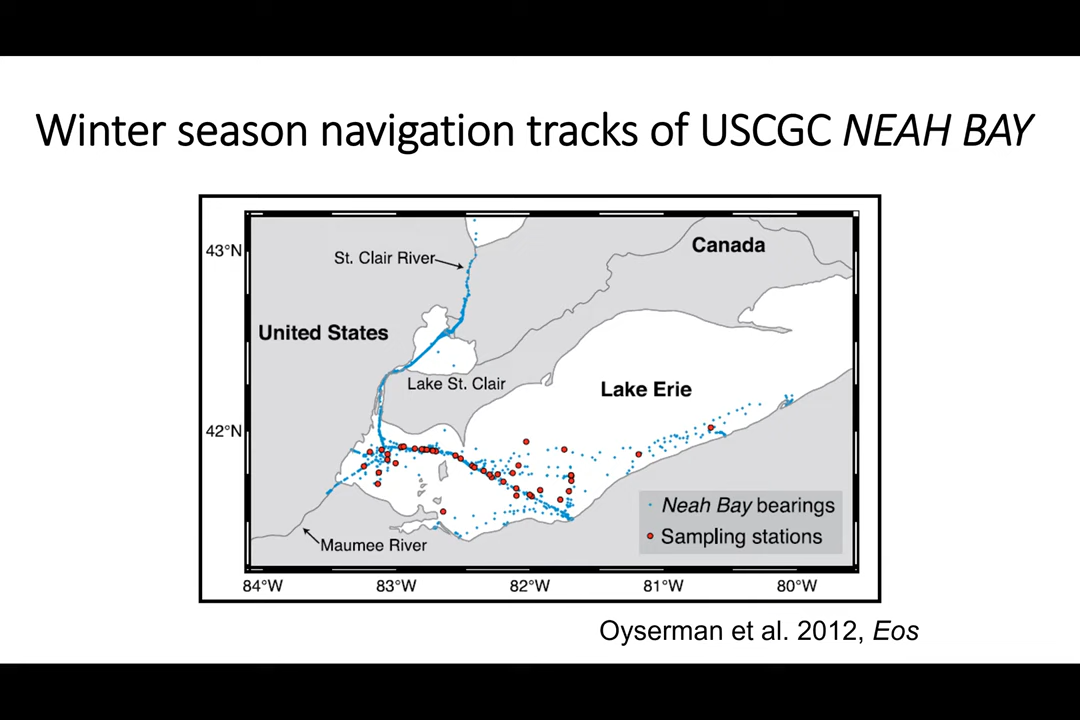 Winter season navigation tracks of USCGC NEAH BAY
43°N
St. Clair River
Canada
United States
Lake St. Clair
Lake Erie
42°N
Neah Bay bearings
Sampling stations
Maumee River
84°W 83°W 82°W 81°W 80°W
Oyserman et al. 2012, Eos